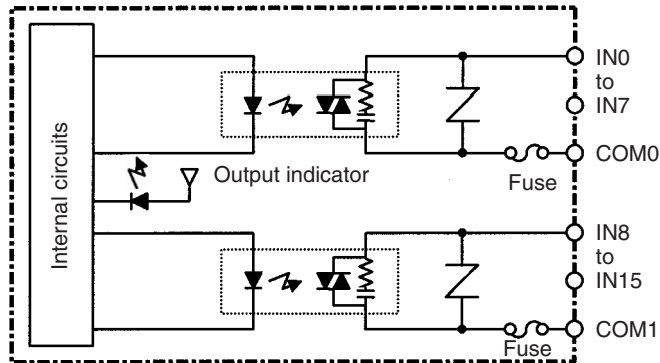 Internal circuits
IN0
to
IN7
COM0
Fuse
Output indicator
IN8
to
IN15
COM1
Fuse